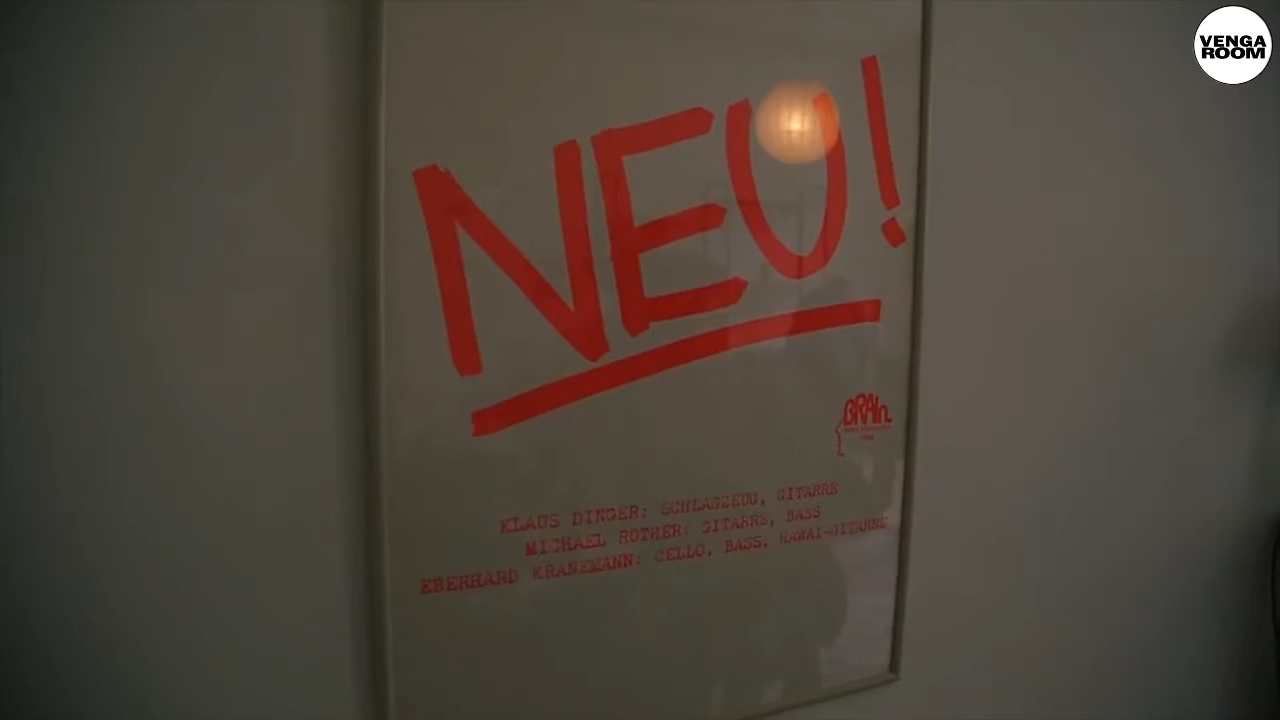 VENGA
ROOM
NEU!
BRAIN
KLAUS DINGER: SCHLAGZEUG, GITARRE
MICHAEL ROTHER: GITARRE, BASS
EBERHARD KRANEMANN: CELLO, BASS, HAWAI-GITARRE